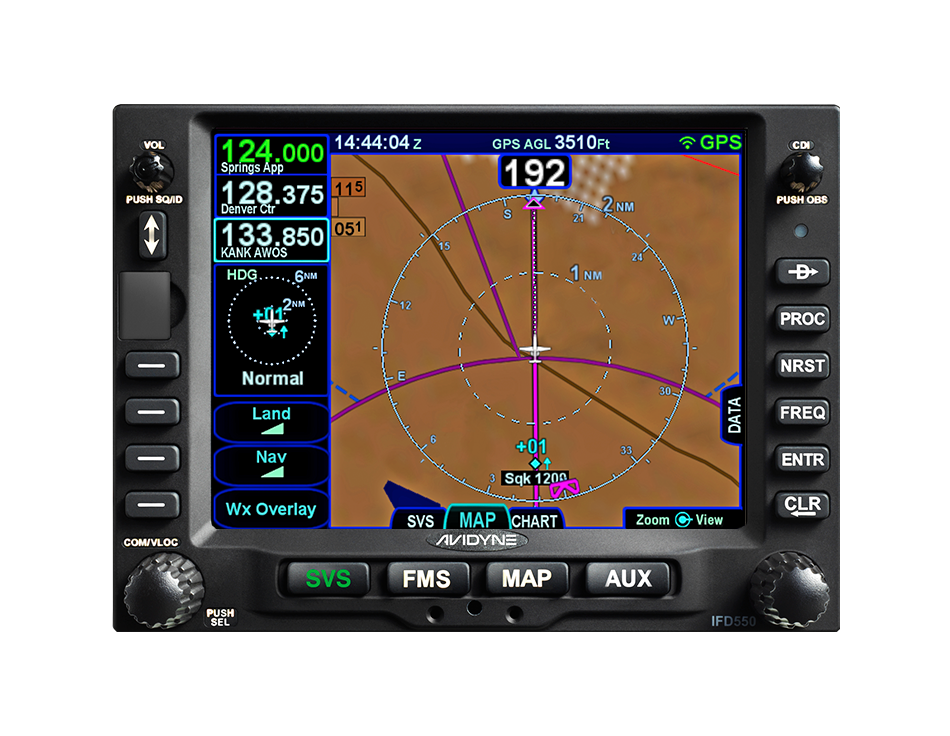 VOL
PUSH SQ/ID
COM/VLOC
PUSH
SEL
124.000
Springs App
128.375
Denver Ctr
133.850
KANK AWOS
HDG
6NM
2NM
+01
Normal
Land
Nav
Wx Overlay
14:44:04 Z
GPS AGL 3510Ft
GPS
192
115
051
2 NM
1 NM
S
21
24
W
30
33
3
6
E
12
15
+01
Sqk 1200
DATA
SVS
MAP
CHART
Zoom
View
AVIDYNE
SVS
FMS
MAP
AUX
CDI
PUSH OBS
D
PROC
NRST
FREQ
ENTR
CLR
IFD550